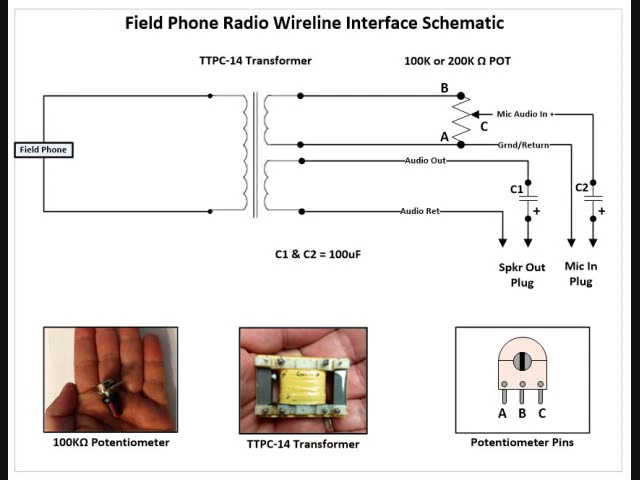 Field Phone Radio Wireline Interface Schematic
TTPC-14 Transformer
100K or 200K Ω POT
B
Mic Audio In +
C
A
Field Phone
Grnd/Return
Audio Out
C1
C2
+
+
Audio Ret
C1 & C2 = 100uF
Spkr Out
Plug
Mic In
Plug
A B C
100KΩ Potentiometer
TTPC-14 Transformer
Potentiometer Pins